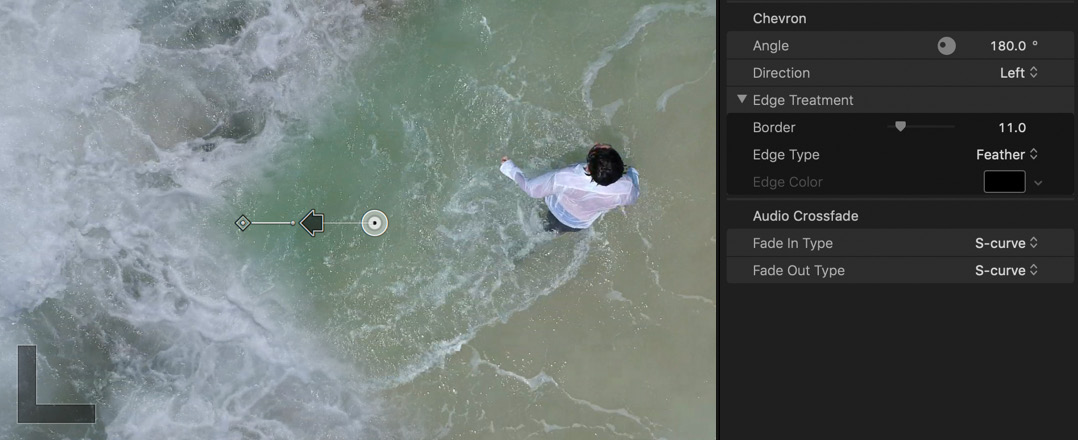 Chevron
Angle 180.0 °
Direction Left
Edge Treatment
Border 11.0
Edge Type Feather
Edge Color
Audio Crossfade
Fade In Type S-curve
Fade Out Type S-curve